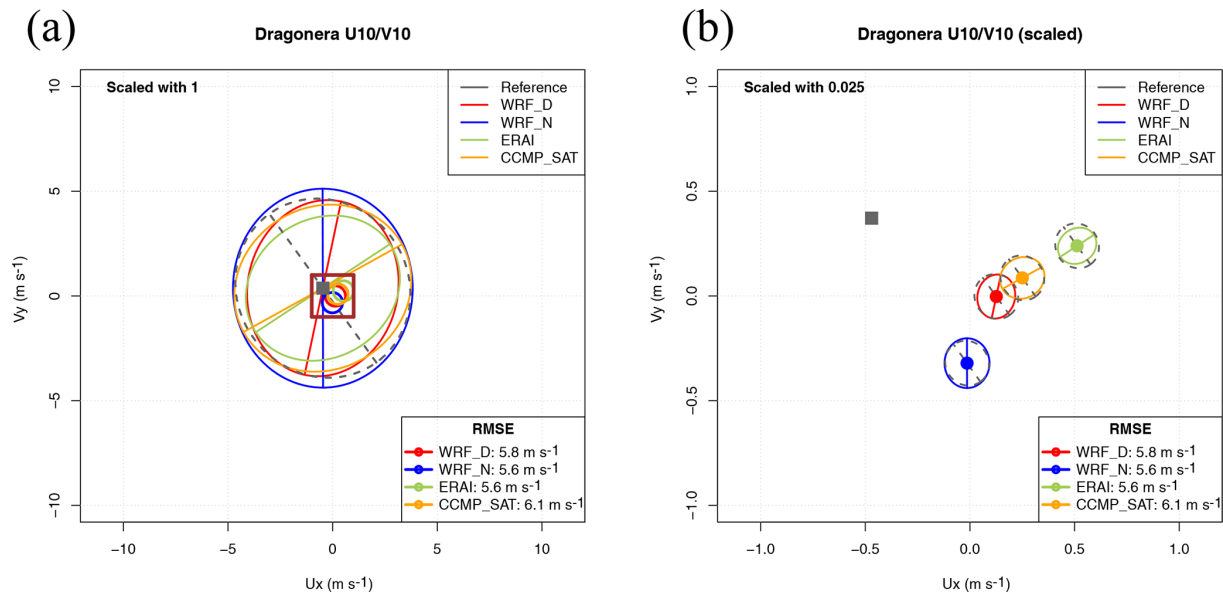 (a)
Dragonera U10/V10
Scaled with 1
Reference
WRF_D
WRF_N
ERAI
CCMP_SAT
10
5
0
−5
−10
Vy (m s-1)
RMSE
WRF_D: 5.8 m s-1
WRF_N: 5.6 m s-1
ERAI: 5.6 m s-1
CCMP_SAT: 6.1 m s-1
−10
−5
0
5
10
Ux (m s-1)
(b)
Dragonera U10/V10 (scaled)
Scaled with 0.025
Reference
WRF_D
WRF_N
ERAI
CCMP_SAT
1.0
0.5
0.0
−0.5
−1.0
Vy (m s-1)
RMSE
WRF_D: 5.8 m s-1
WRF_N: 5.6 m s-1
ERAI: 5.6 m s-1
CCMP_SAT: 6.1 m s-1
−1.0
−0.5
0.0
0.5
1.0
Ux (m s-1)